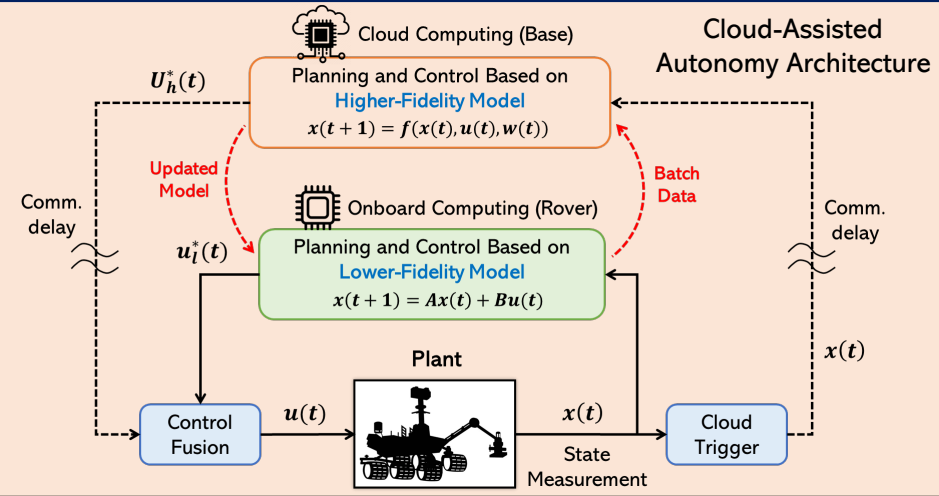 Cloud-Assisted
Autonomy Architecture
Cloud Computing (Base)
Planning and Control Based on
Higher-Fidelity Model
x(t + 1) = f(x(t), u(t), w(t))
U*_h(t)
Updated
Model
Batch
Data
Comm.
delay
Comm.
delay
Onboard Computing (Rover)
u*_l(t)
Planning and Control Based on
Lower-Fidelity Model
x(t + 1) = Ax(t) + Bu(t)
x(t)
Plant
Control
Fusion
u(t)
x(t)
State
Measurement
Cloud
Trigger